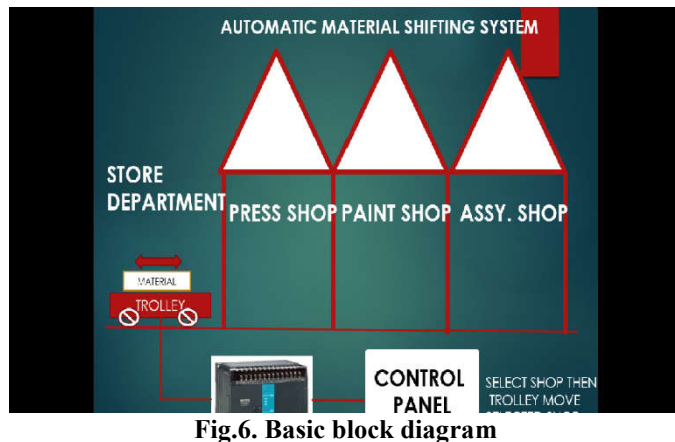 AUTOMATIC MATERIAL SHIFTING SYSTEM
STORE
DEPARTMENT
PRESS SHOP
PAINT SHOP
ASSY. SHOP
MATERIAL
TROLLEY
CONTROL
PANEL
SELECT SHOP THEN
TROLLEY MOVE
Fig.6. Basic block diagram